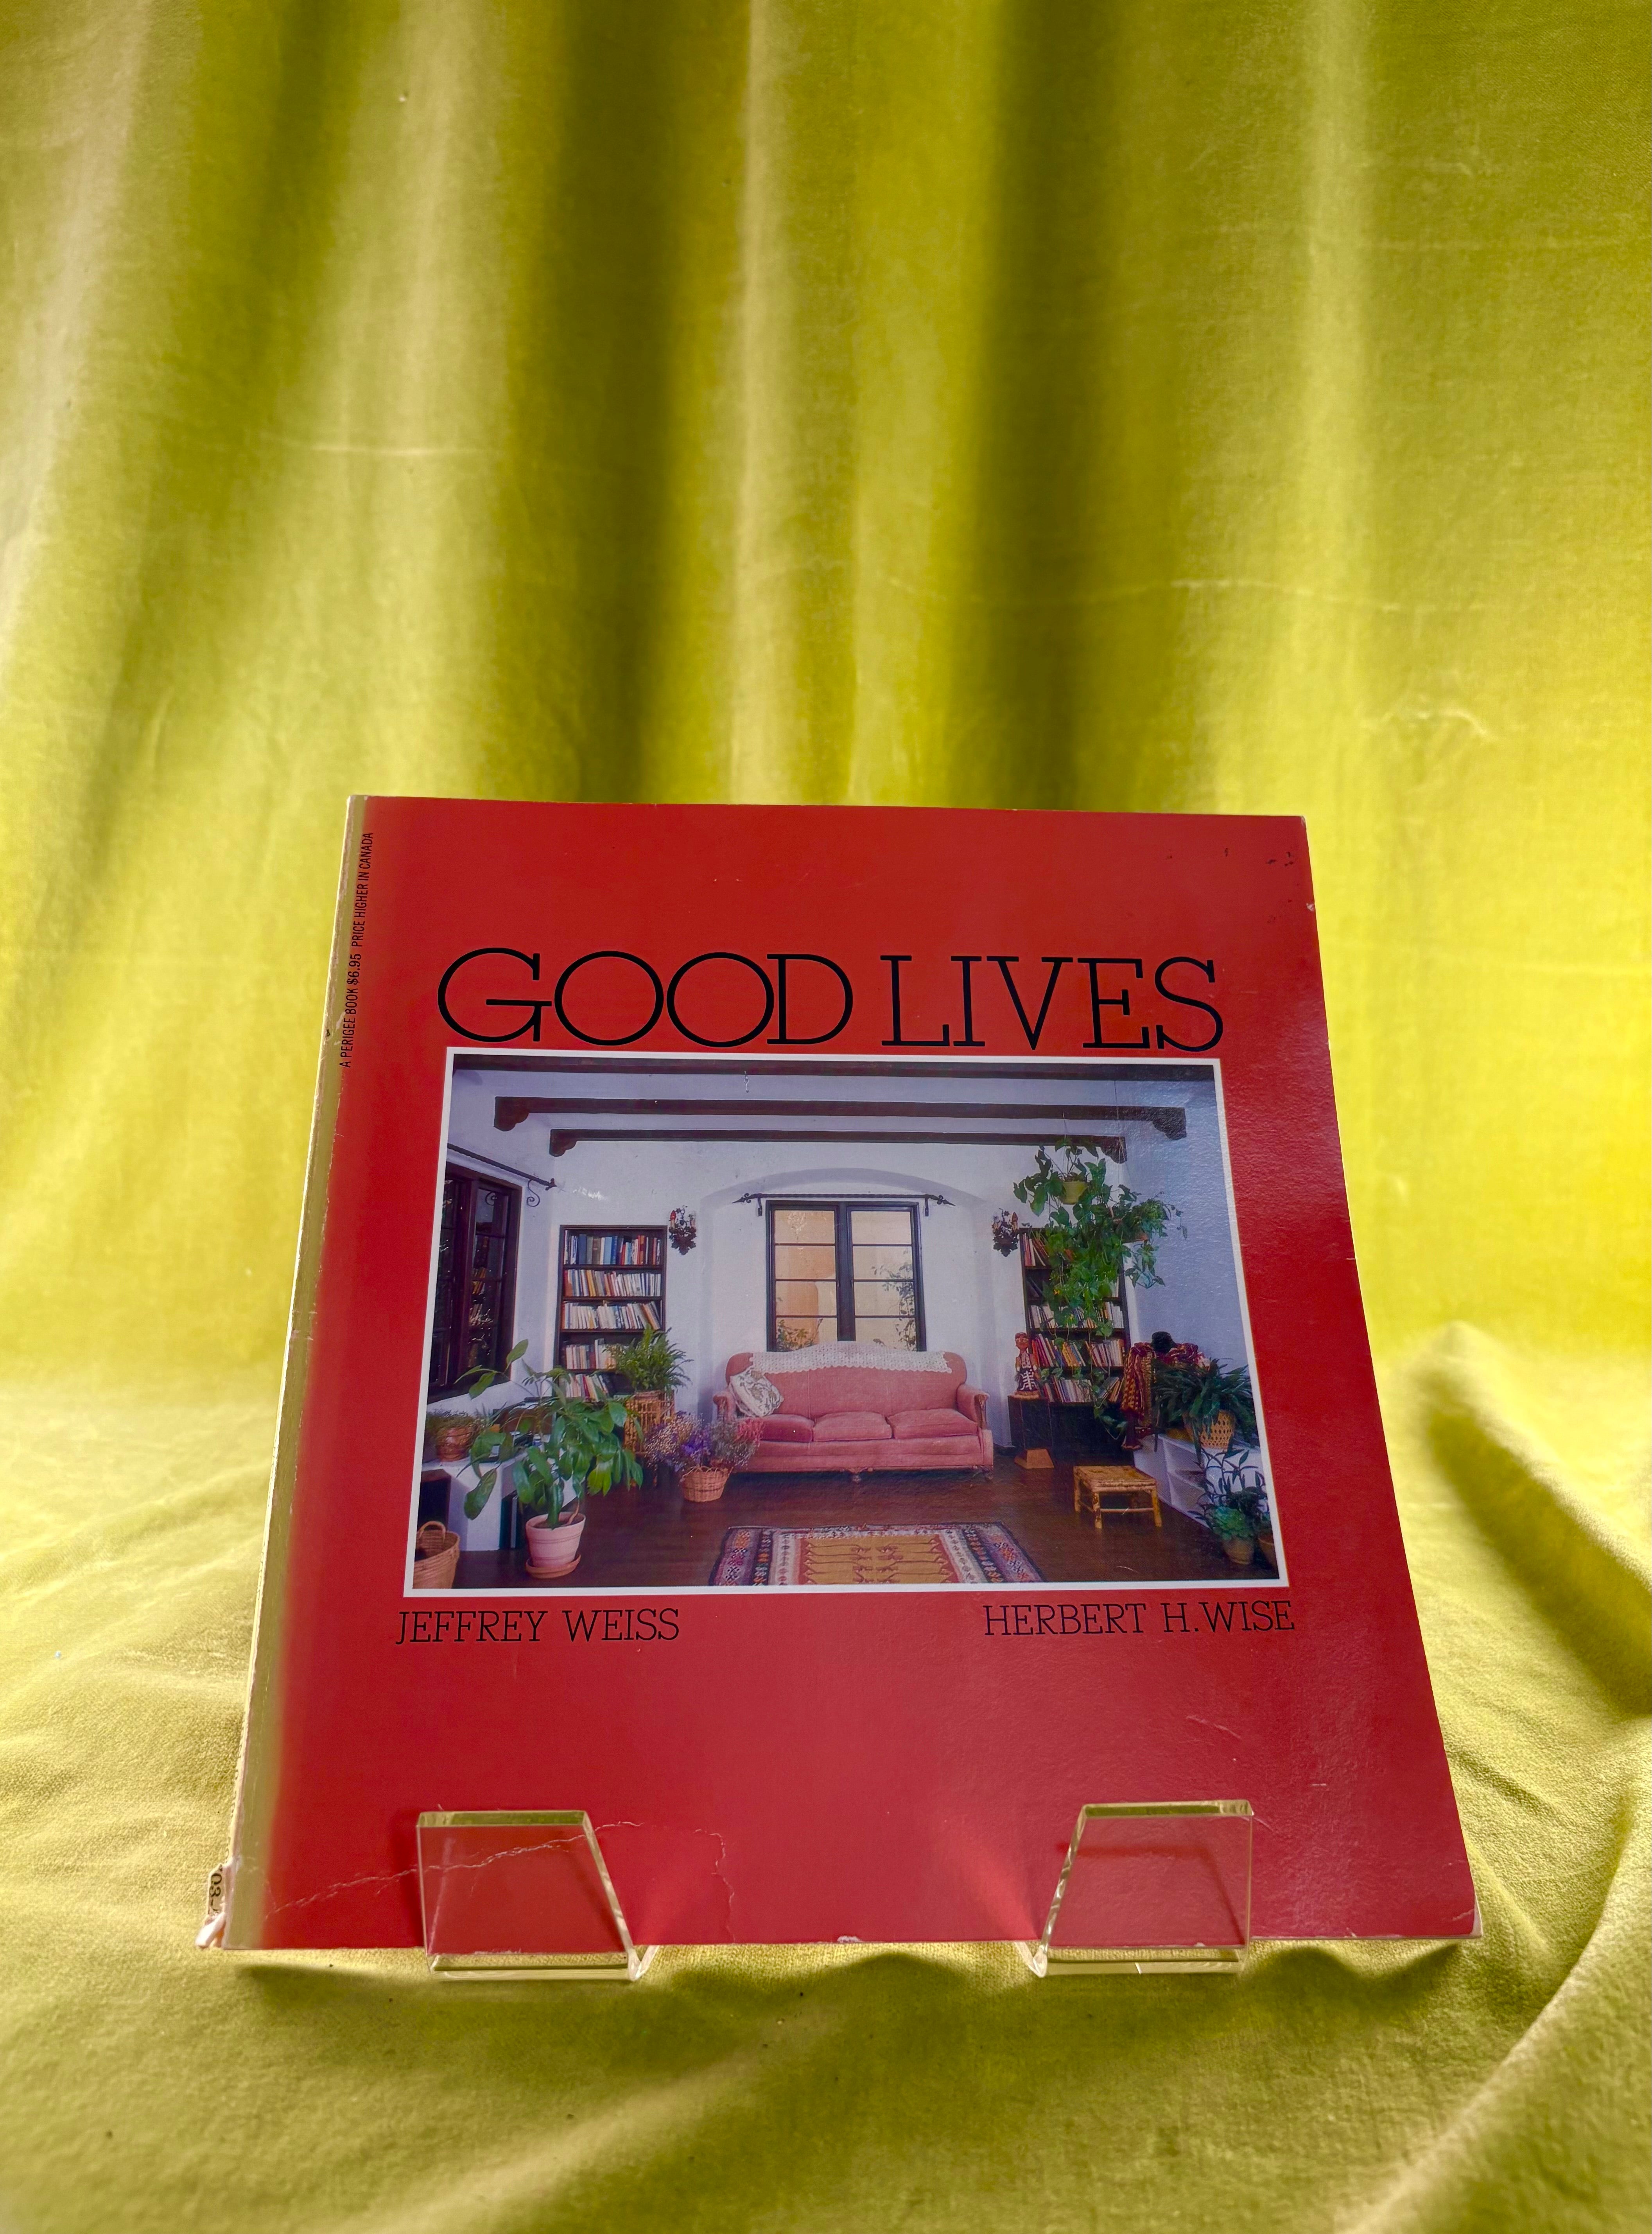 A PERIGEE BOOK $6.95 PRICE HIGHER IN CANADA
GOOD LIVES
JEFFREY WEISS
HERBERT H. WISE